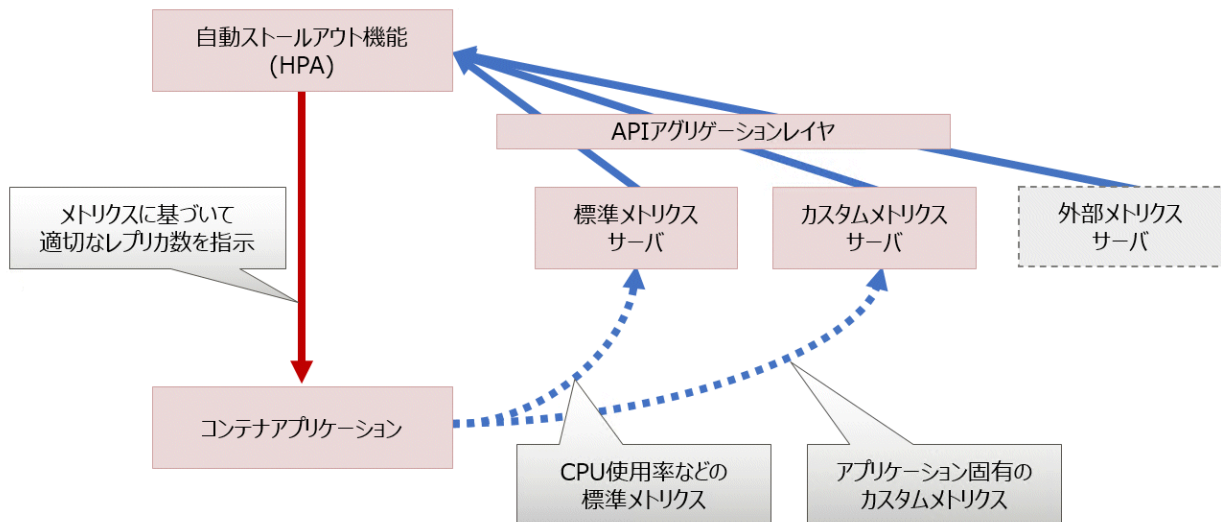 自動ストールアウト機能
(HPA)
APIアグリゲーションレイヤ
メトリクスに基づいて
適切なレプリカ数を指示
標準メトリクス
サーバ
カスタムメトリクス
サーバ
外部メトリクス
サーバ
コンテナアプリケーション
CPU使用率などの
標準メトリクス
アプリケーション固有の
カスタムメトリクス